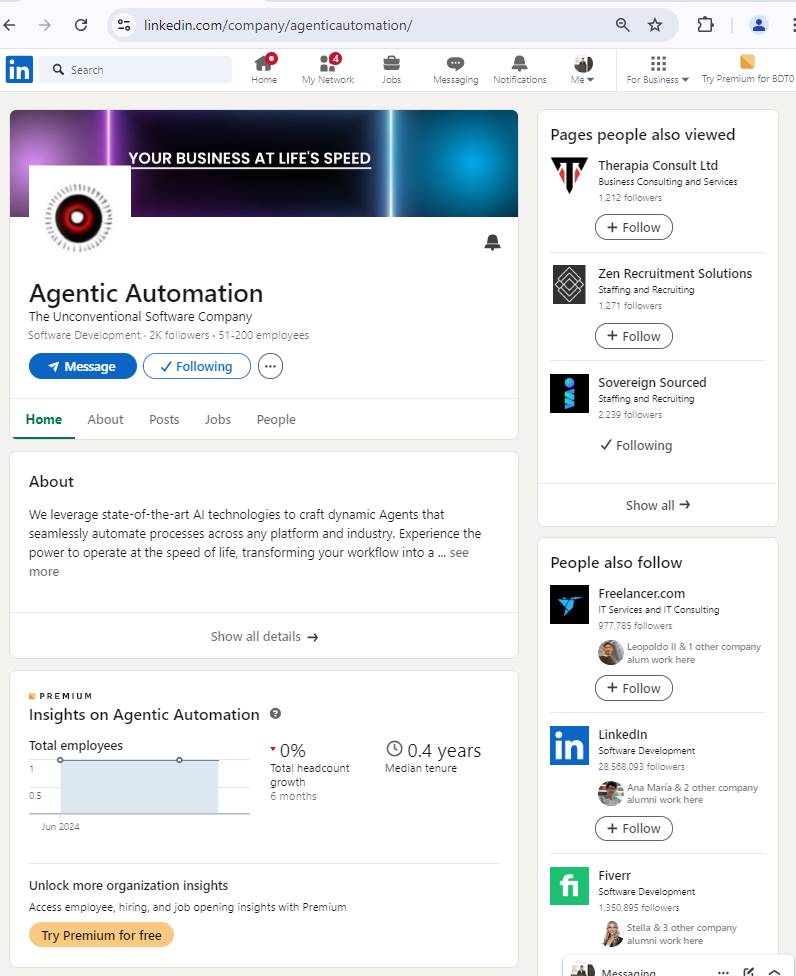 linkedin.com/company/agenticautomation/
in
Search
Home
4
My Network
Jobs
Messaging
Notifications
Me
For Business
Try Premium for BDT0
YOUR BUSINESS AT LIFE'S SPEED
Agentic Automation
The Unconventional Software Company
Software Development · 2K followers · 51-200 employees
Message
Following
Home
About
Posts
Jobs
People
About
We leverage state-of-the-art AI technologies to craft dynamic Agents that
seamlessly automate processes across any platform and industry. Experience the
power to operate at the speed of life, transforming your workflow into a ... see
more
Show all details →
PREMIUM
Insights on Agentic Automation
Total employees
1
0.5
Jun 2024
0%
Total headcount
growth
6 months
0.4 years
Median tenure
Unlock more organization insights
Access employee, hiring, and job opening insights with Premium
Try Premium for free
Pages people also viewed
Therapia Consult Ltd
Business Consulting and Services
1,212 followers
+ Follow
Zen Recruitment Solutions
Staffing and Recruiting
1,271 followers
+ Follow
Sovereign Sourced
Staffing and Recruiting
2,239 followers
Following
Show all →
People also follow
Freelancer.com
IT Services and IT Consulting
977,785 followers
Leopoldo II & 1 other company
alum work here
+ Follow
in
LinkedIn
Software Development
28,568,093 followers
Ana María & 2 other company
alumni work here
+ Follow
fi
Fiverr
Software Development
1,350,895 followers
Stella & 3 other company
alumni work here
Messaging